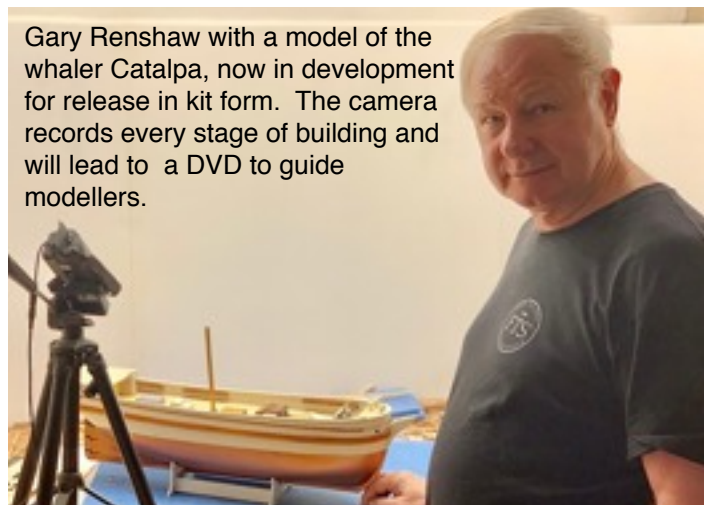 Gary Renshaw with a model of the
whaler Catalpa, now in development
for release in kit form.  The camera
records every stage of building and
will lead to  a DVD to guide
modellers.